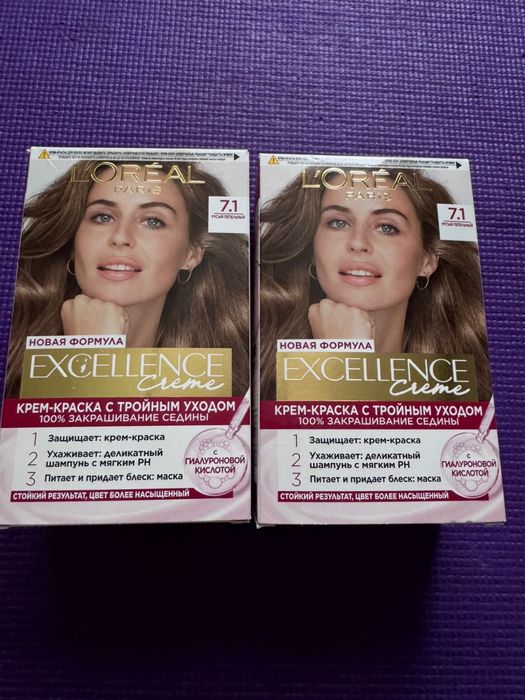 L'ORÉAL
PARIS
7.1
РУСЫЙ ПЕПЕЛЬНЫЙ
НОВАЯ ФОРМУЛА
EXCELLENCE
Creme
КРЕМ-КРАСКА С ТРОЙНЫМ УХОДОМ
100% ЗАКРАШИВАНИЕ СЕДИНЫ
1 Защищает: крем-краска
2 Ухаживает: деликатный
шампунь с мягким PH
3 Питает и придает блеск: маска
С
ГИАЛУРОНОВОЙ
КИСЛОТОЙ
СТОЙКИЙ РЕЗУЛЬТАТ, ЦВЕТ БОЛЕЕ НАСЫЩЕННЫЙ
L'ORÉAL
PARIS
7.1
РУСЫЙ ПЕПЕЛЬНЫЙ
НОВАЯ ФОРМУЛА
EXCELLENCE
Creme
КРЕМ-КРАСКА С ТРОЙНЫМ УХОДОМ
100% ЗАКРАШИВАНИЕ СЕДИНЫ
1 Защищает: крем-краска
2 Ухаживает: деликатный
шампунь с мягким PH
3 Питает и придает блеск: маска
С
ГИАЛУРОНОВОЙ
КИСЛОТОЙ
СТОЙКИЙ РЕЗУЛЬТАТ, ЦВЕТ БОЛЕЕ НАСЫЩЕННЫЙ